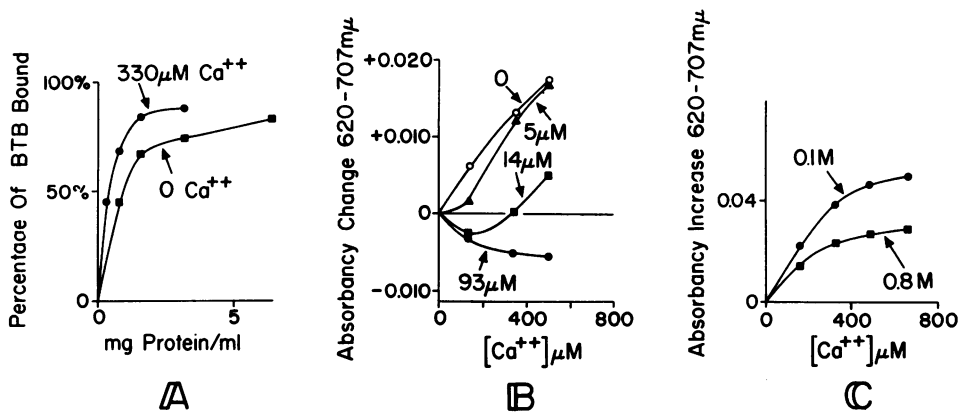 Percentage Of BTB Bound
100%
50%
0
330μM Ca++
0 Ca++
0
5
mg Protein/ml
A
Absorbancy Change 620-707mμ
+0.020
+0.010
0
-0.010
0
5μM
14μM
93μM
0
400
800
[Ca++]μM
B
Absorbancy Increase 620-707mμ
0.04
0
0.1M
0.8M
0
400
800
[Ca++]μM
C